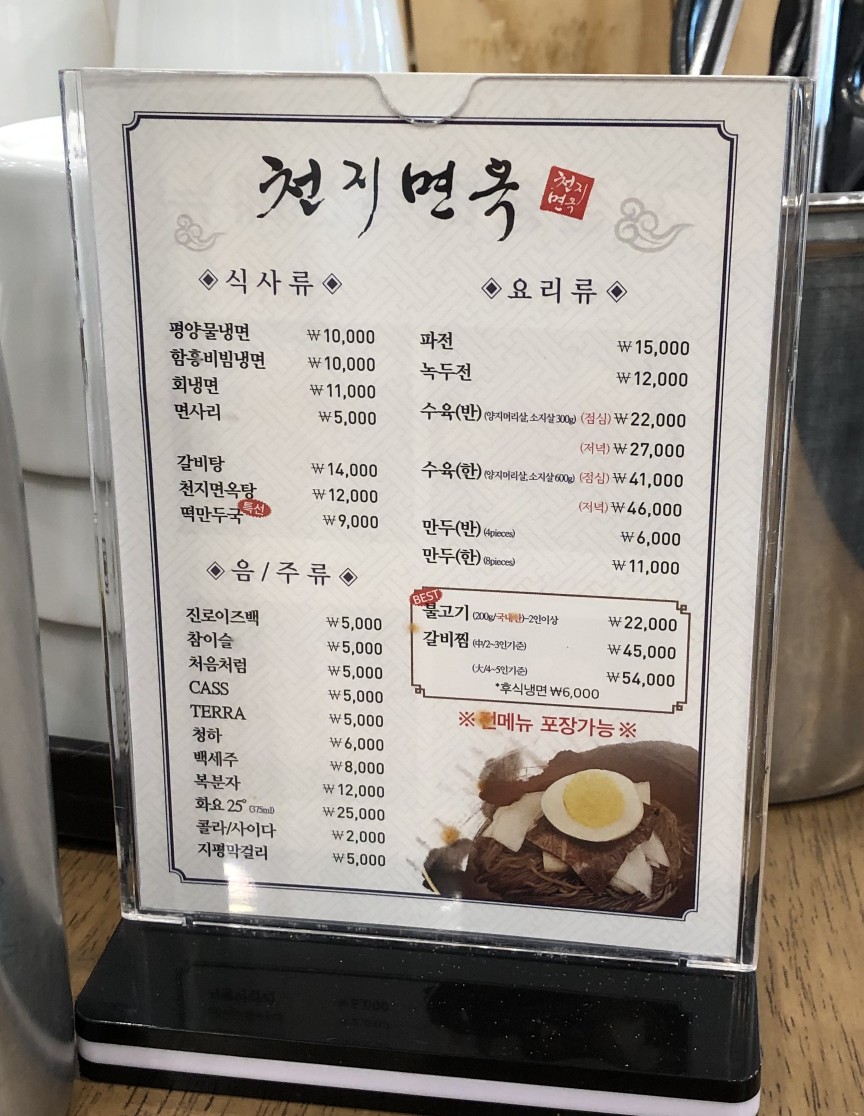 천지면옥
천지
면옥
식사류
평양물냉면 ₩10,000
함흥비빔냉면 ₩10,000
회냉면 ₩11,000
면사리 ₩5,000
갈비탕 ₩14,000
천지면옥탕 ₩12,000
특선
떡만두국 ₩9,000
음/주류
진로이즈백 ₩5,000
참이슬 ₩5,000
처음처럼 ₩5,000
CASS ₩5,000
TERRA ₩5,000
청하 ₩6,000
백세주 ₩8,000
복분자 ₩12,000
화요 25° (375ml) ₩25,000
콜라/사이다 ₩2,000
지평막걸리 ₩5,000
요리류
파전 ₩15,000
녹두전 ₩12,000
수육(반) (양지머리살, 소지살 300g) (점심) ₩22,000
(저녁) ₩27,000
수육(한) (양지머리살, 소지살 600g) (점심) ₩41,000
(저녁) ₩46,000
만두(반) (4pieces) ₩6,000
만두(한) (8pieces) ₩11,000
BEST
불고기 (200g/국내산)-2인이상 ₩22,000
갈비찜 (中/2~3인기준) ₩45,000
(大/4~5인기준) ₩54,000
*후식냉면 ₩6,000
※전메뉴 포장가능※